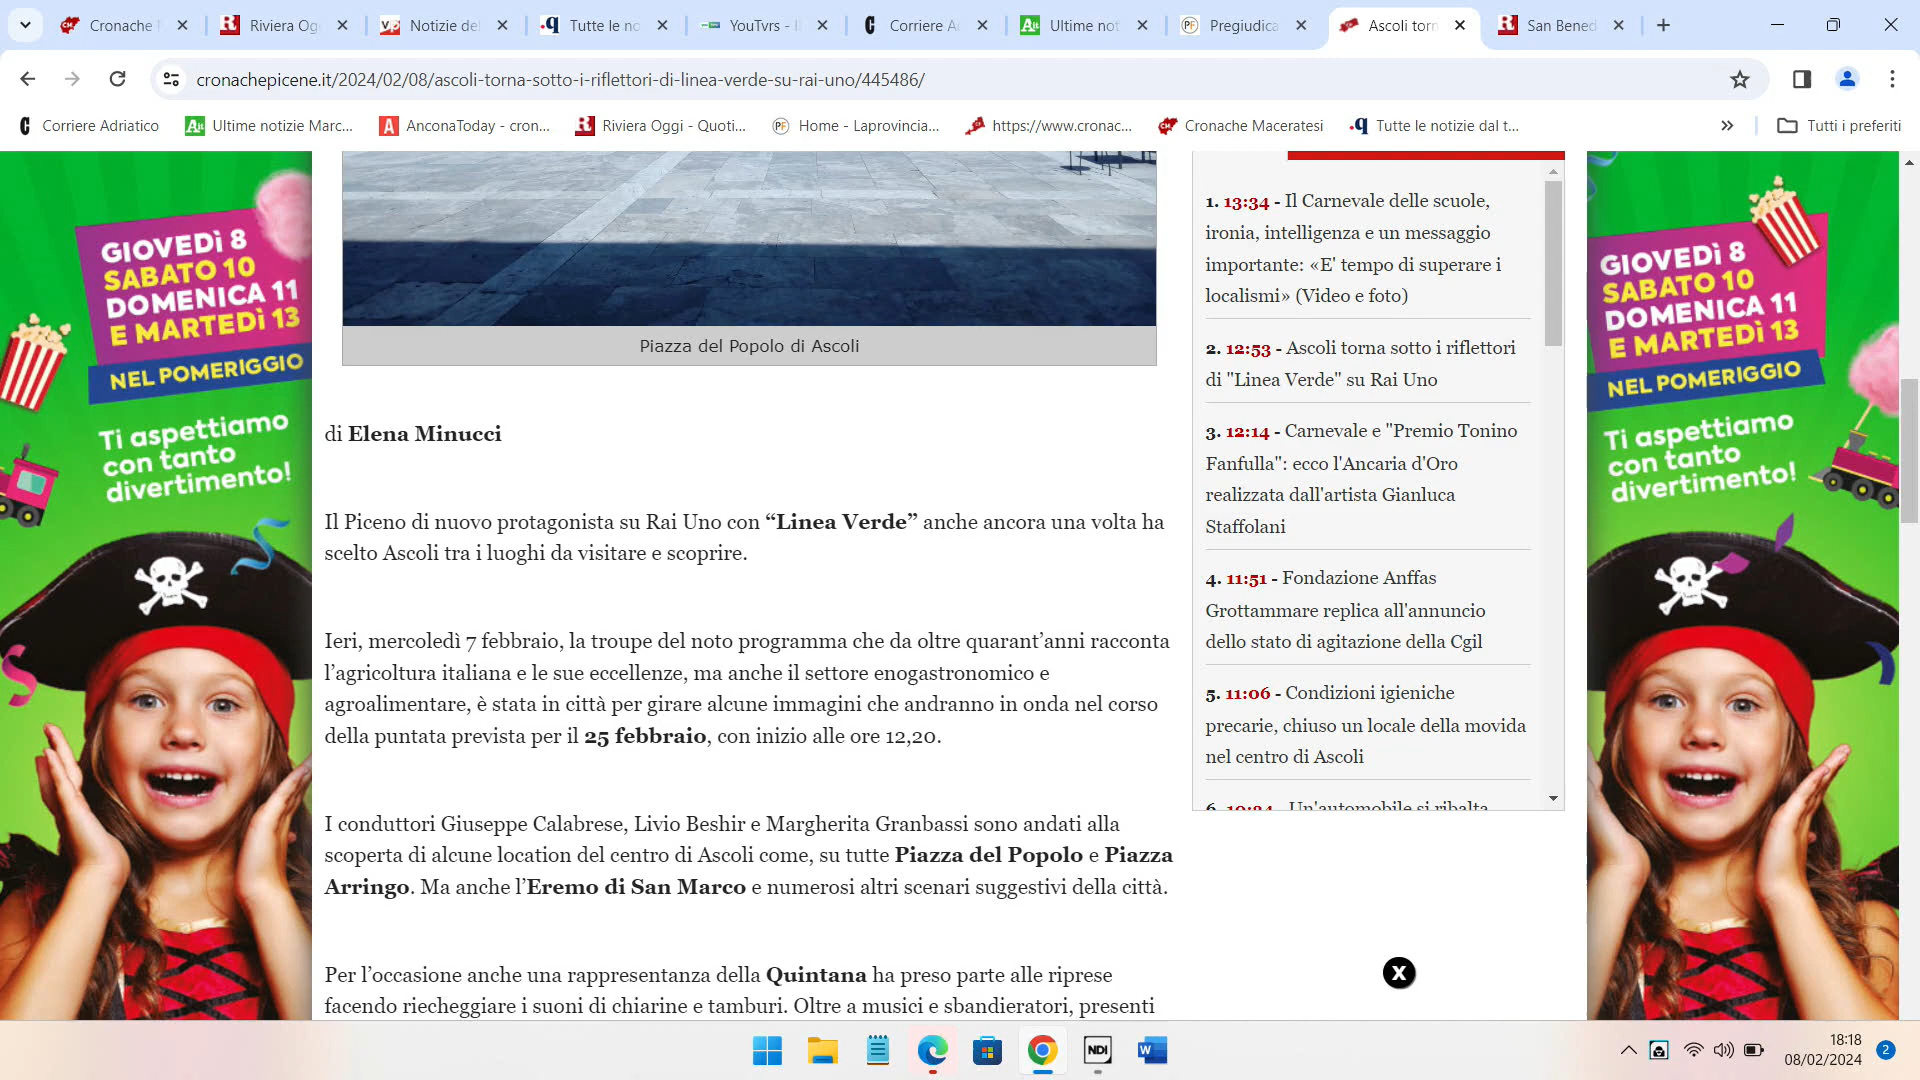 Cronache P
Riviera Og
Notizie del
Tutte le no
YouTvrs - Il
Corriere Ad
Ultime not
Pregiudica
Ascoli torn
San Bened
cronachepicene.it/2024/02/08/ascoli-torna-sotto-i-riflettori-di-linea-verde-su-rai-uno/445486/
Corriere Adriatico
Ultime notizie Marc...
AnconaToday - cron...
Riviera Oggi - Quoti...
Home - Laprovincia...
https://www.cronac...
Cronache Maceratesi
Tutte le notizie dal t...
Tutti i preferiti
GIOVEDÌ 8
SABATO 10
DOMENICA 11
E MARTEDÌ 13
NEL POMERIGGIO
Ti aspettiamo
con tanto
divertimento!
Piazza del Popolo di Ascoli
di Elena Minucci
Il Piceno di nuovo protagonista su Rai Uno con “Linea Verde” anche ancora una volta ha
scelto Ascoli tra i luoghi da visitare e scoprire.
Ieri, mercoledì 7 febbraio, la troupe del noto programma che da oltre quarant’anni racconta
l’agricoltura italiana e le sue eccellenze, ma anche il settore enogastronomico e
agroalimentare, è stata in città per girare alcune immagini che andranno in onda nel corso
della puntata prevista per il 25 febbraio, con inizio alle ore 12,20.
I conduttori Giuseppe Calabrese, Livio Beshir e Margherita Granbassi sono andati alla
scoperta di alcune location del centro di Ascoli come, su tutte Piazza del Popolo e Piazza
Arringo. Ma anche l’Eremo di San Marco e numerosi altri scenari suggestivi della città.
Per l’occasione anche una rappresentanza della Quintana ha preso parte alle riprese
facendo riecheggiare i suoni di chiarine e tamburi. Oltre a musici e sbandieratori, presenti
1. 13:34 - Il Carnevale delle scuole,
ironia, intelligenza e un messaggio
importante: «E' tempo di superare i
localismi» (Video e foto)
2. 12:53 - Ascoli torna sotto i riflettori
di "Linea Verde" su Rai Uno
3. 12:14 - Carnevale e "Premio Tonino
Fanfulla": ecco l'Ancaria d'Oro
realizzata dall'artista Gianluca
Staffolani
4. 11:51 - Fondazione Anffas
Grottammare replica all'annuncio
dello stato di agitazione della Cgil
5. 11:06 - Condizioni igieniche
precarie, chiuso un locale della movida
nel centro di Ascoli
6. 10:34 - Un'automobile si ribalta
GIOVEDÌ 8
SABATO 10
DOMENICA 11
E MARTEDÌ 13
NEL POMERIGGIO
Ti aspettiamo
con tanto
divertimento!
X
NDI
W
18:18
08/02/2024
2